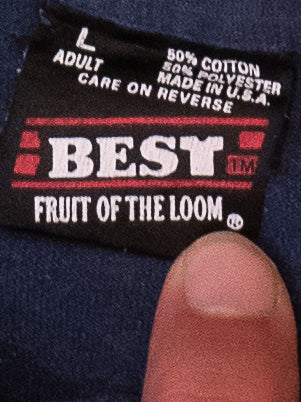 L
50% COTTON
ADULT
50% POLYESTER
MADE IN U.S.A.
CARE ON REVERSE
BEST TM
FRUIT OF THE LOOM ®